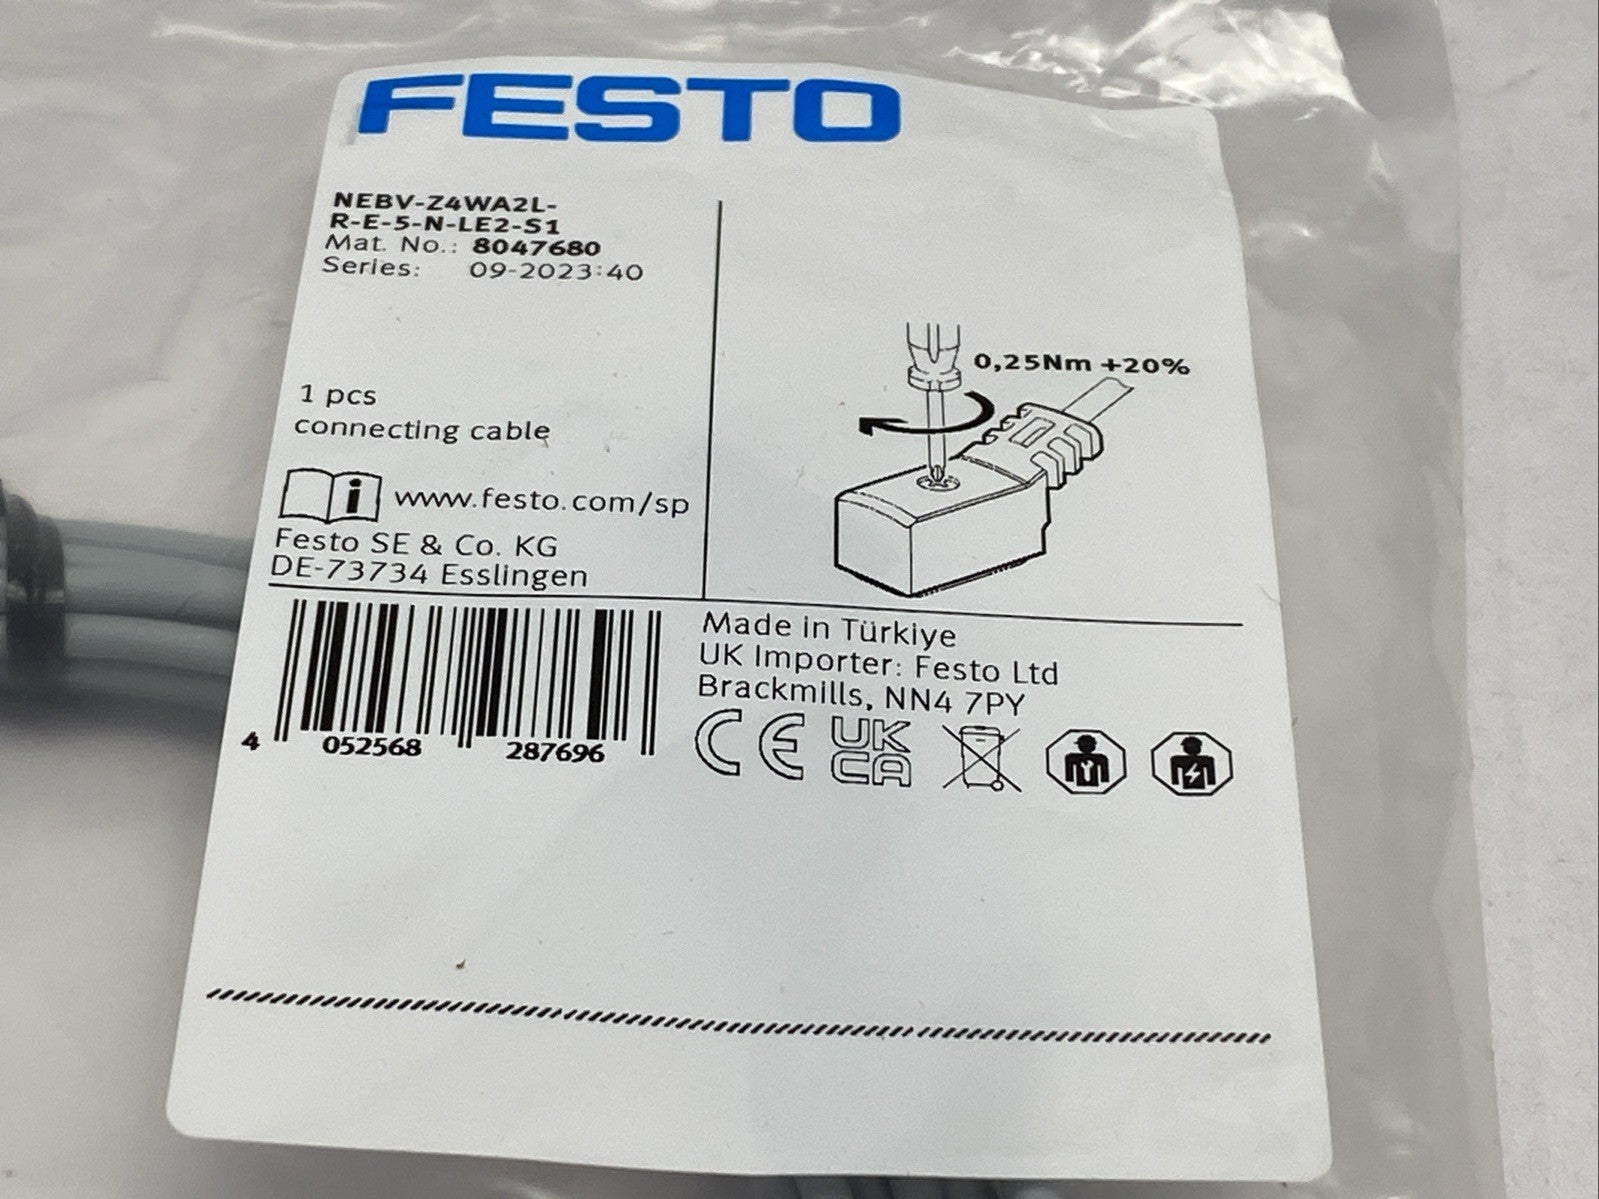 FESTO
NEBV-Z4WA2L-
R-E-5-N-LE2-S1
Mat. No.: 8047680
Series: 09-2023:40
1 pcs
connecting cable
i www.festo.com/sp
Festo SE & Co. KG
DE-73734 Esslingen
4 052568 287696
0,25Nm +20%
Made in Türkiye
UK Importer: Festo Ltd
Brackmills, NN4 7PY
CE UK
CA